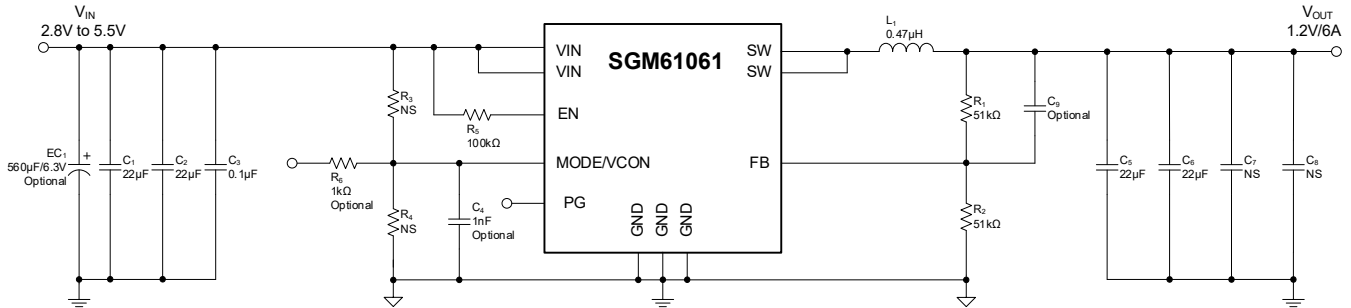 V_IN
2.8V to 5.5V
V_OUT
1.2V/6A
SGM61061
VIN
VIN
EN
MODE/VCON
PG
GND
GND
GND
SW
SW
FB
L₁
0.47μH
EC₁
560μF/6.3V
Optional
+
C₁
22μF
C₂
22μF
C₃
0.1μF
R₃
NS
R₅
100kΩ
R₆
1kΩ
Optional
R₄
NS
C₄
1nF
Optional
R₁
51kΩ
C₉
Optional
R₂
51kΩ
C₅
22μF
C₆
22μF
C₇
NS
C₈
NS